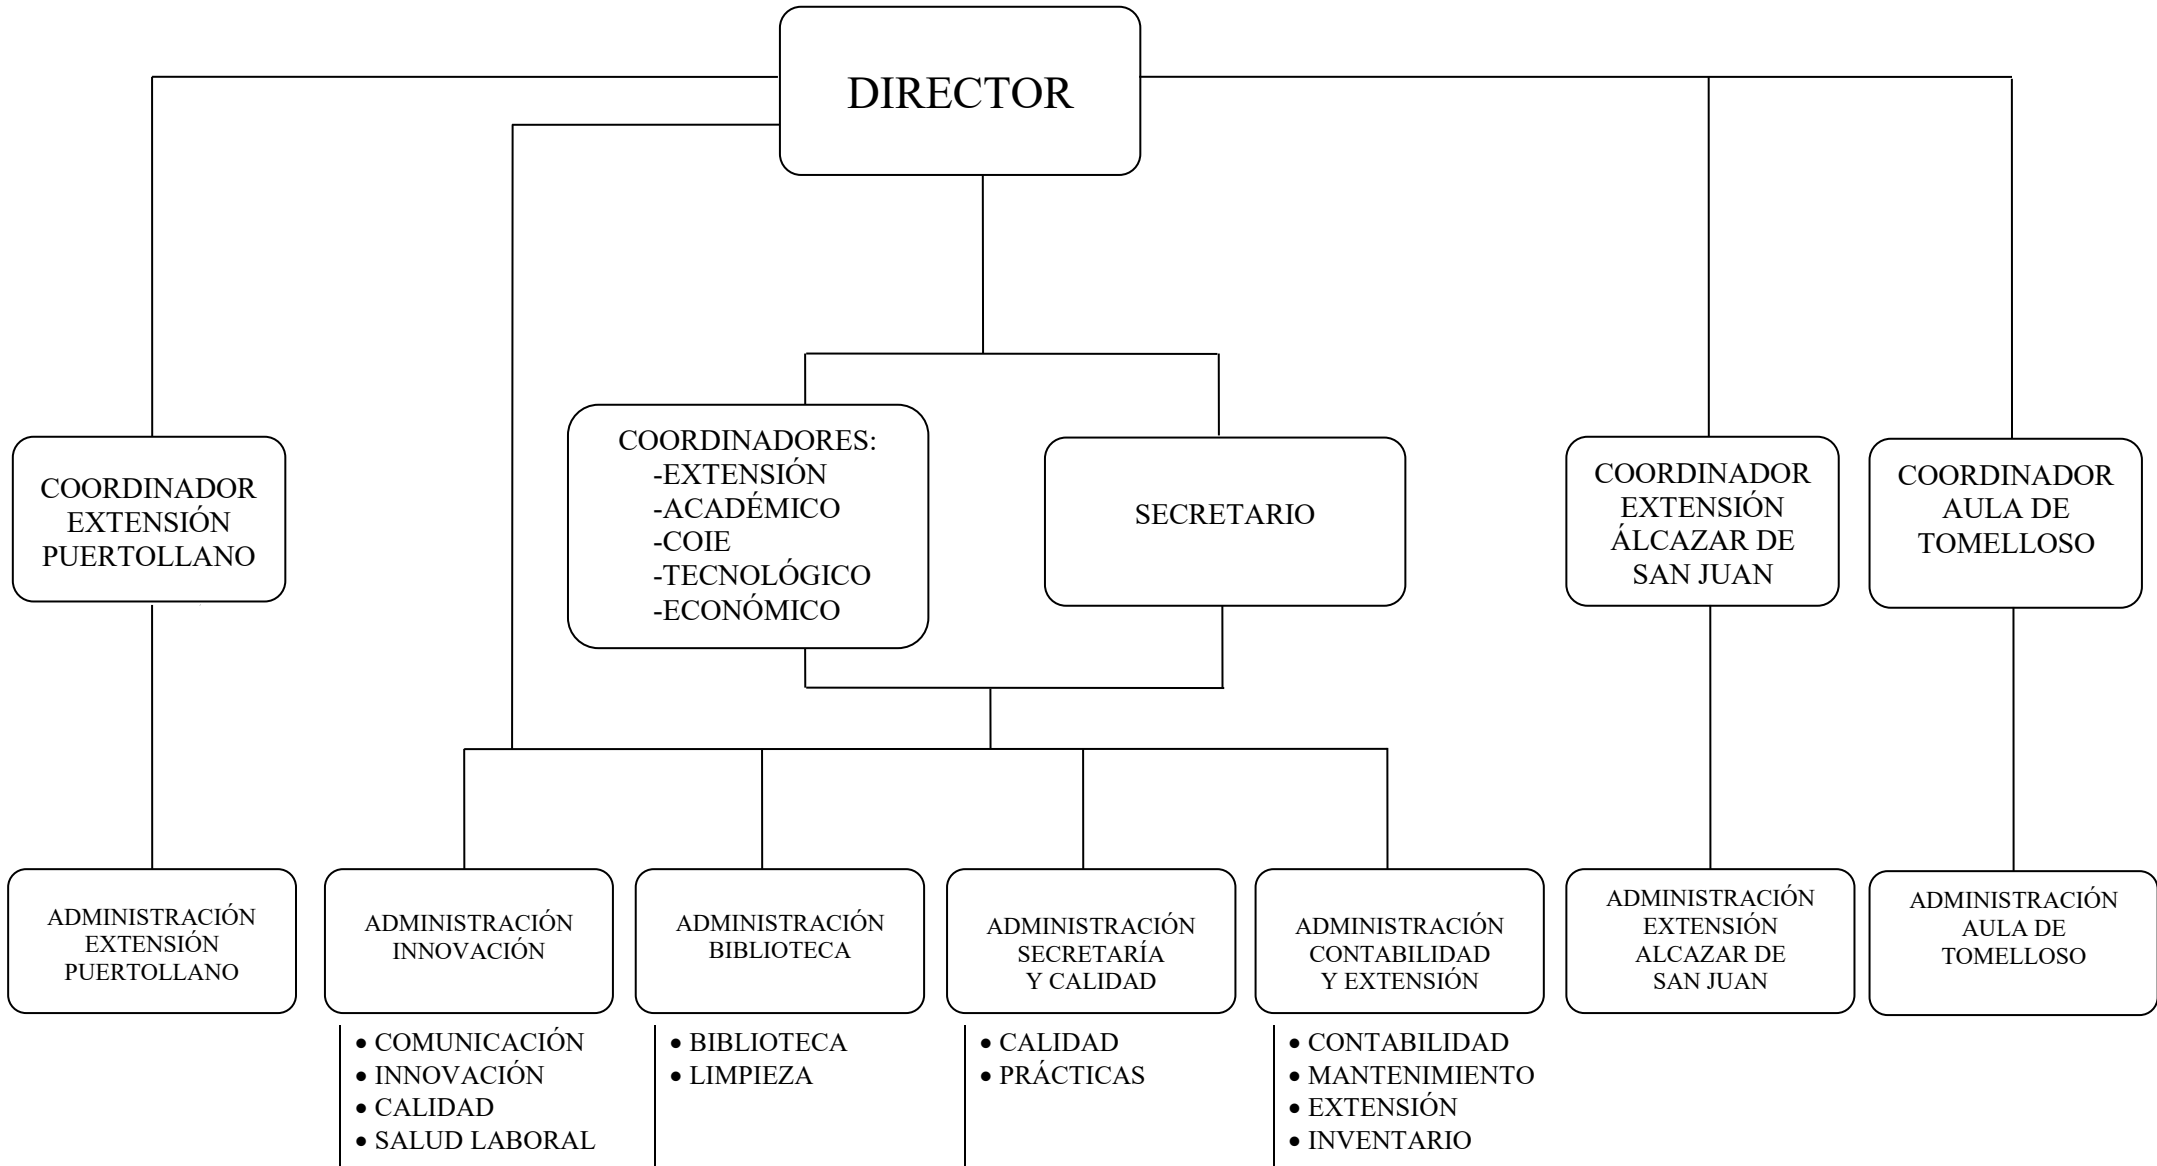 DIRECTOR
COORDINADOR
EXTENSIÓN
PUERTOLLANO
COORDINADORES:
-EXTENSIÓN
-ACADÉMICO
-COIE
-TECNOLÓGICO
-ECONÓMICO
SECRETARIO
COORDINADOR
EXTENSIÓN
ÁLCAZAR DE
SAN JUAN
COORDINADOR
AULA DE
TOMELLOSO
ADMINISTRACIÓN
EXTENSIÓN
PUERTOLLANO
ADMINISTRACIÓN
INNOVACIÓN
ADMINISTRACIÓN
BIBLIOTECA
ADMINISTRACIÓN
SECRETARÍA
Y CALIDAD
ADMINISTRACIÓN
CONTABILIDAD
Y EXTENSIÓN
ADMINISTRACIÓN
EXTENSIÓN
ALCAZAR DE
SAN JUAN
ADMINISTRACIÓN
AULA DE
TOMELLOSO
• COMUNICACIÓN
• INNOVACIÓN
• CALIDAD
• SALUD LABORAL
• BIBLIOTECA
• LIMPIEZA
• CALIDAD
• PRÁCTICAS
• CONTABILIDAD
• MANTENIMIENTO
• EXTENSIÓN
• INVENTARIO